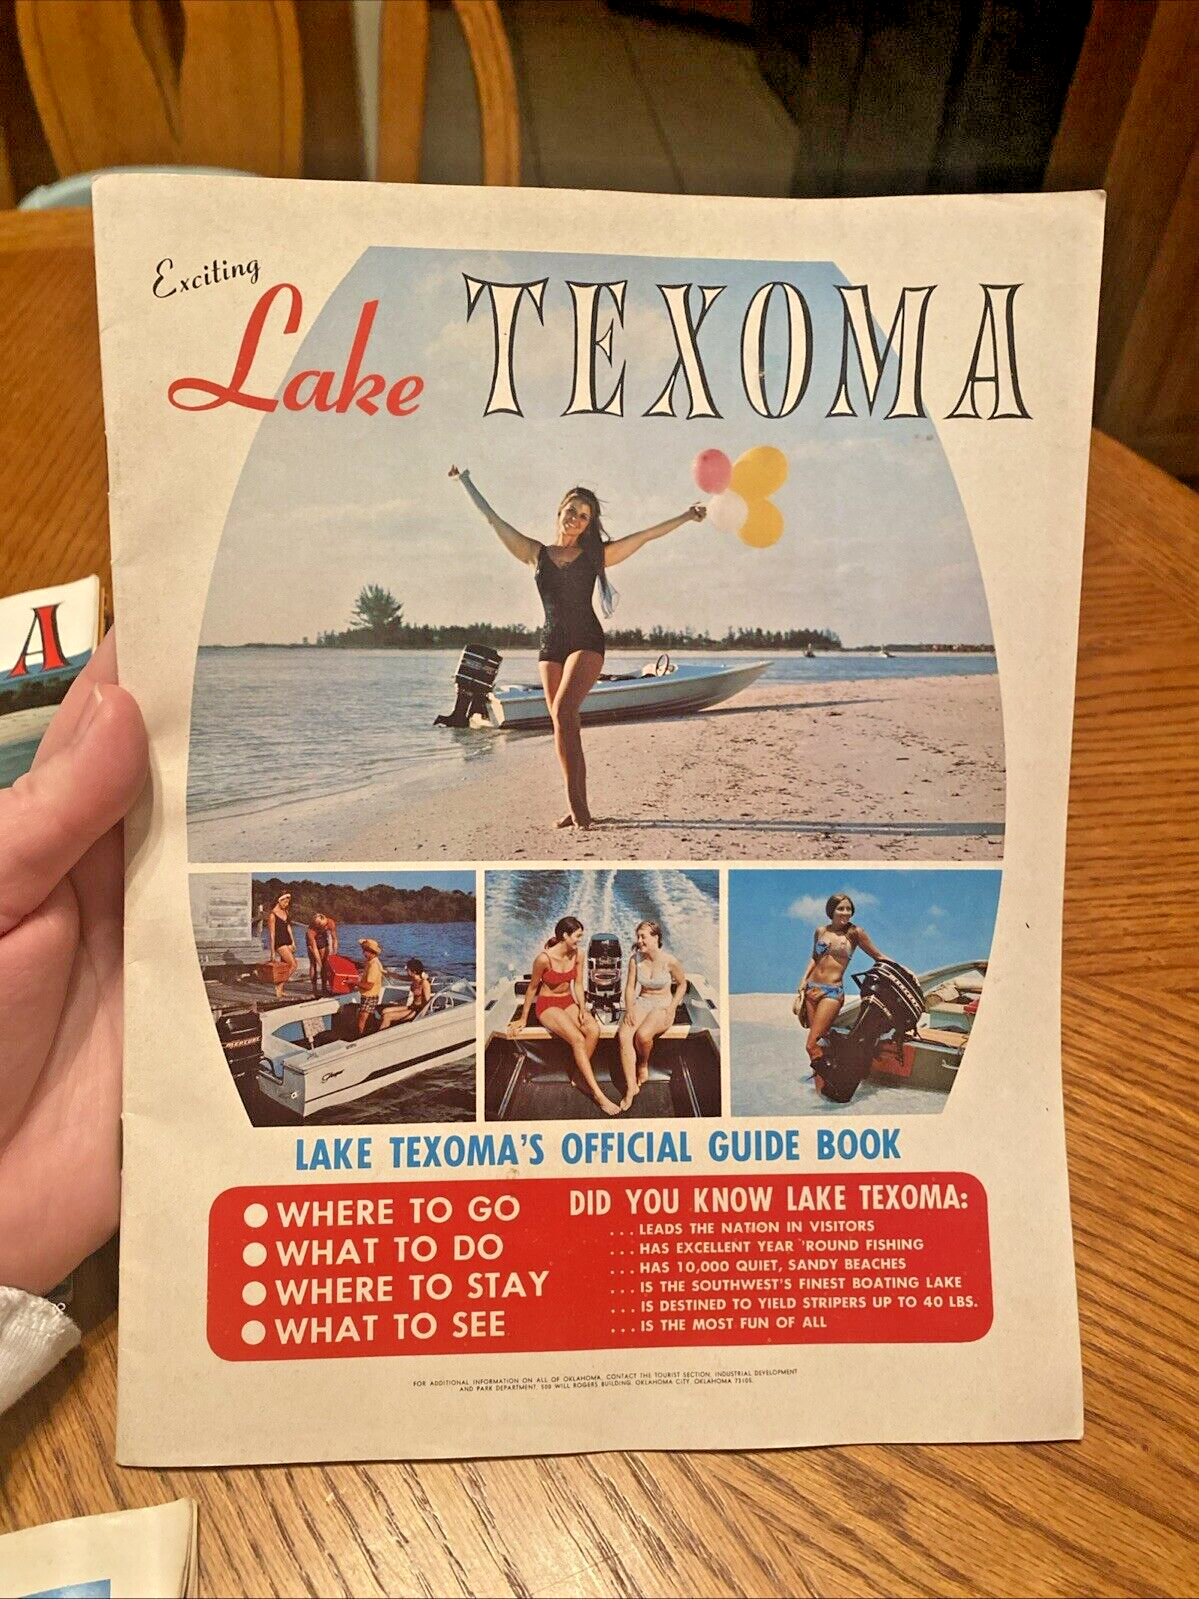 Exciting
Lake TEXOMA
A
MERCURY
MERCURY
LAKE TEXOMA'S OFFICIAL GUIDE BOOK
● WHERE TO GO
● WHAT TO DO
● WHERE TO STAY
● WHAT TO SEE
DID YOU KNOW LAKE TEXOMA:
... LEADS THE NATION IN VISITORS
... HAS EXCELLENT YEAR 'ROUND FISHING
... HAS 10,000 QUIET, SANDY BEACHES
... IS THE SOUTHWEST'S FINEST BOATING LAKE
... IS DESTINED TO YIELD STRIPERS UP TO 40 LBS.
... IS THE MOST FUN OF ALL
FOR ADDITIONAL INFORMATION ON ALL OF OKLAHOMA, CONTACT THE TOURIST SECTION, INDUSTRIAL DEVELOPMENT
AND PARK DEPARTMENT, 500 WILL ROGERS BUILDING, OKLAHOMA CITY, OKLAHOMA 73105.